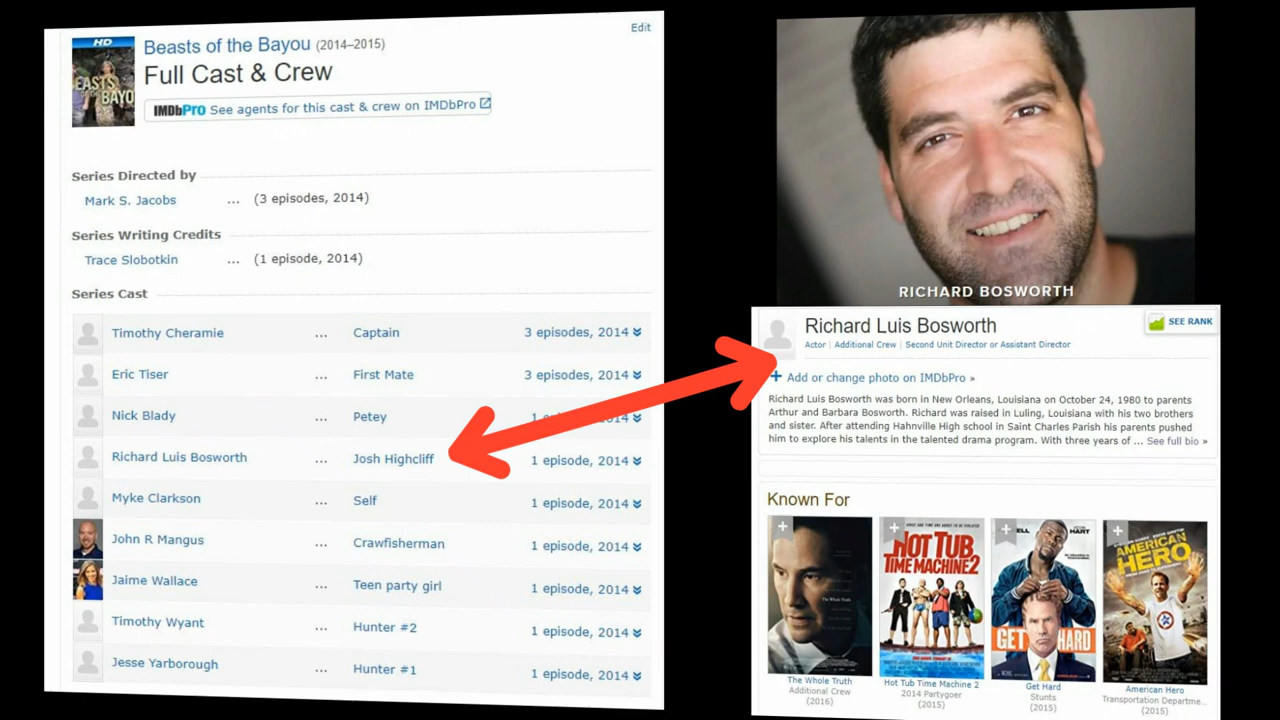 HD
EASTS
BAYO
Beasts of the Bayou (2014–2015)
Edit
Full Cast & Crew
IMDbPro See agents for this cast & crew on IMDbPro
Series Directed by
Mark S. Jacobs ... (3 episodes, 2014)
Series Writing Credits
Trace Slobotkin ... (1 episode, 2014)
Series Cast
Timothy Cheramie ... Captain 3 episodes, 2014
Eric Tiser ... First Mate 3 episodes, 2014
Nick Blady ... Petey 1 episode, 2014
Richard Luis Bosworth ... Josh Highcliff 1 episode, 2014
Myke Clarkson ... Self 1 episode, 2014
John R Mangus ... Crawfisherman 1 episode, 2014
Jaime Wallace ... Teen party girl 1 episode, 2014
Timothy Wyant ... Hunter #2 1 episode, 2014
Jesse Yarborough ... Hunter #1 1 episode, 2014
RICHARD BOSWORTH
Richard Luis Bosworth
SEE RANK
Actor | Additional Crew | Second Unit Director or Assistant Director
+ Add or change photo on IMDbPro »
Richard Luis Bosworth was born in New Orleans, Louisiana on October 24, 1980 to parents
Arthur and Barbara Bosworth. Richard was raised in Luling, Louisiana with his two brothers
and sister. After attending Hahnville High school in Saint Charles Parish his parents pushed
him to explore his talents in the talented drama program. With three years of ... See full bio »
Known For
The Whole Truth
HOT TUB
TIME MACHINE 2
ELL HART
GET HARD
AMERICAN
HERO
The Whole Truth
Additional Crew
(2016)
Hot Tub Time Machine 2
2014 Partygoer
(2015)
Get Hard
Stunts
(2015)
American Hero
Transportation Departme...
(2015)